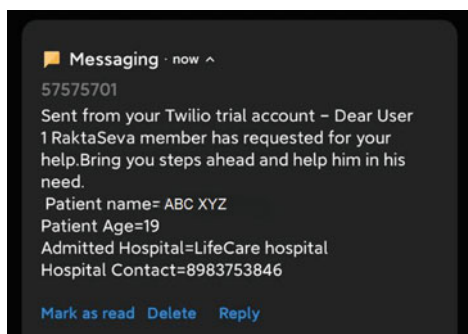 Messaging · now ^
57575701
Sent from your Twilio trial account – Dear User
1 RaktaSeva member has requested for your
help.Bring you steps ahead and help him in his
need.
Patient name= ABC XYZ
Patient Age=19
Admitted Hospital=LifeCare hospital
Hospital Contact=8983753846
Mark as read Delete Reply